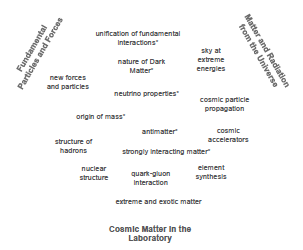 Fundamental
Particles and Forces
Matter and Radiation
from the Universe
unification of fundamental
interactions*
sky at
extreme
energies
nature of Dark
Matter*
new forces
and particles
neutrino properties*
cosmic particle
propagation
origin of mass*
antimatter*
cosmic
accelerators
structure of
hadrons
strongly interacting matter*
nuclear
structure
quark-gluon
interaction
element
synthesis
extreme and exotic matter
Cosmic Matter in the
Laboratory